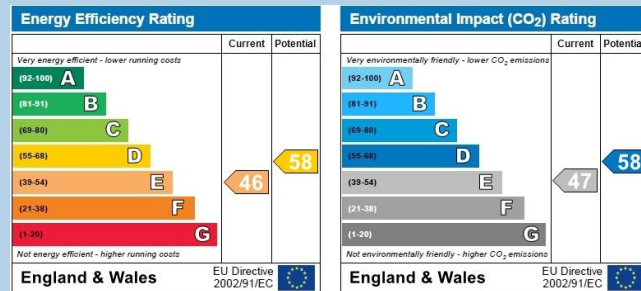 Energy Efficiency Rating
Current Potential
Very energy efficient - lower running costs
(92-100) A
(81-91) B
(69-80) C
(55-68) D
58
(39-54) E
46
(21-38) F
(1-20) G
Not energy efficient - higher running costs
England & Wales
EU Directive
2002/91/EC
Environmental Impact (CO₂) Rating
Current Potential
Very environmentally friendly - lower CO₂ emissions
(92-100) A
(81-91) B
(69-80) C
(55-68) D
58
(39-54) E
47
(21-38) F
(1-20) G
Not environmentally friendly - higher CO₂ emissions
England & Wales
EU Directive
2002/91/EC